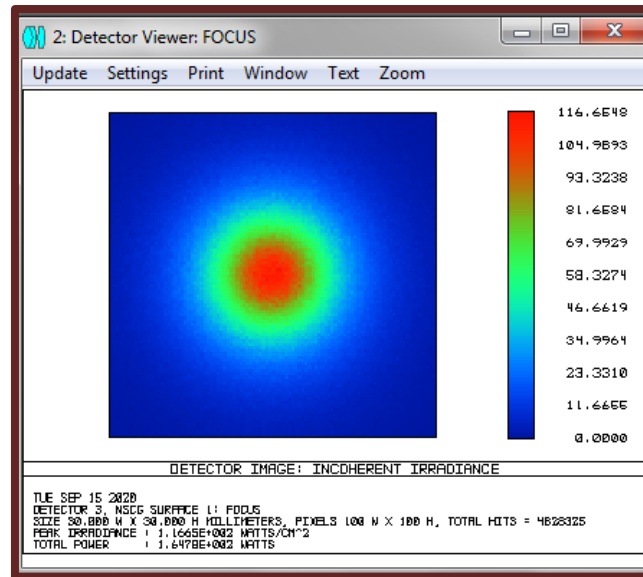 2: Detector Viewer: FOCUS
Update Settings Print Window Text Zoom
116.6548
104.9893
93.3238
81.6584
69.9929
58.3274
46.6619
34.9964
23.3310
11.6655
0.0000
DETECTOR IMAGE: INCOHERENT IRRADIANCE
TUE SEP 15 2020
DETECTOR 3, NSCG SURFACE 1: FOCUS
SIZE 30.000 W X 30.000 H MILLIMETERS, PIXELS 100 W X 100 H, TOTAL HITS = 4828325
PEAK IRRADIANCE : 1.1665E+002 WATTS/CM^2
TOTAL POWER : 1.6478E+002 WATTS